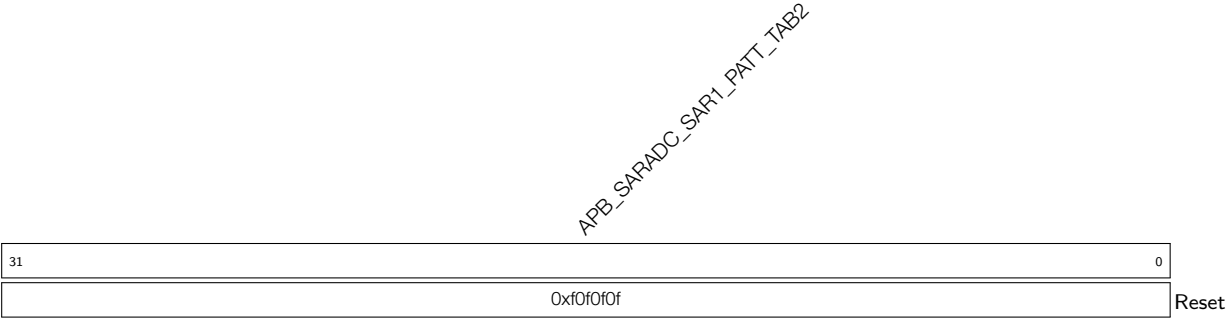 APB_SARADC_SAR1_PATT_TAB2
31 0
0xf0f0f0f Reset